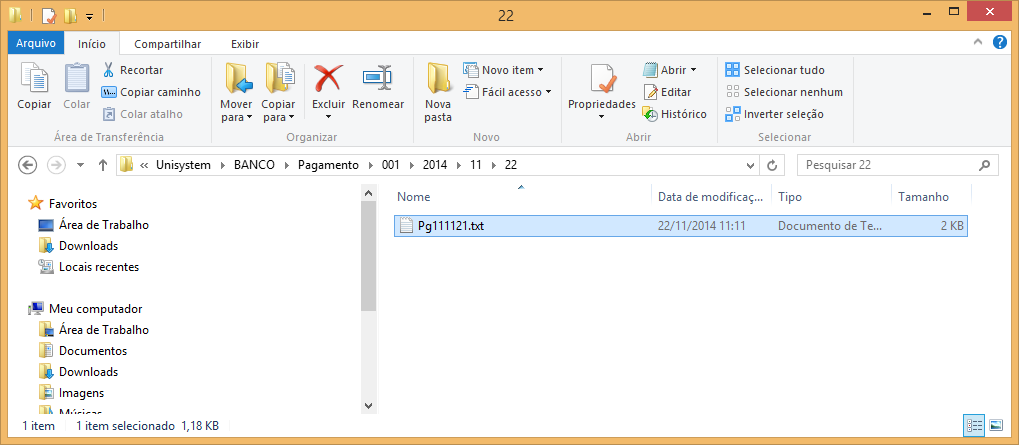 22
Arquivo Início Compartilhar Exibir
Copiar
Colar
Recortar
Copiar caminho
Colar atalho
Área de Transferência
Mover para
Copiar para
Excluir
Renomear
Organizar
Nova pasta
Novo item
Fácil acesso
Novo
Propriedades
Abrir
Editar
Histórico
Abrir
Selecionar tudo
Selecionar nenhum
Inverter seleção
Selecionar
« Unisystem BANCO Pagamento 001 2014 11 22
Pesquisar 22
Favoritos
Área de Trabalho
Downloads
Locais recentes
Meu computador
Área de Trabalho
Documentos
Downloads
Imagens
Músicas
Nome Data de modificaç... Tipo Tamanho
Pg111121.txt 22/11/2014 11:11 Documento de Te... 2 KB
1 item 1 item selecionado 1,18 KB